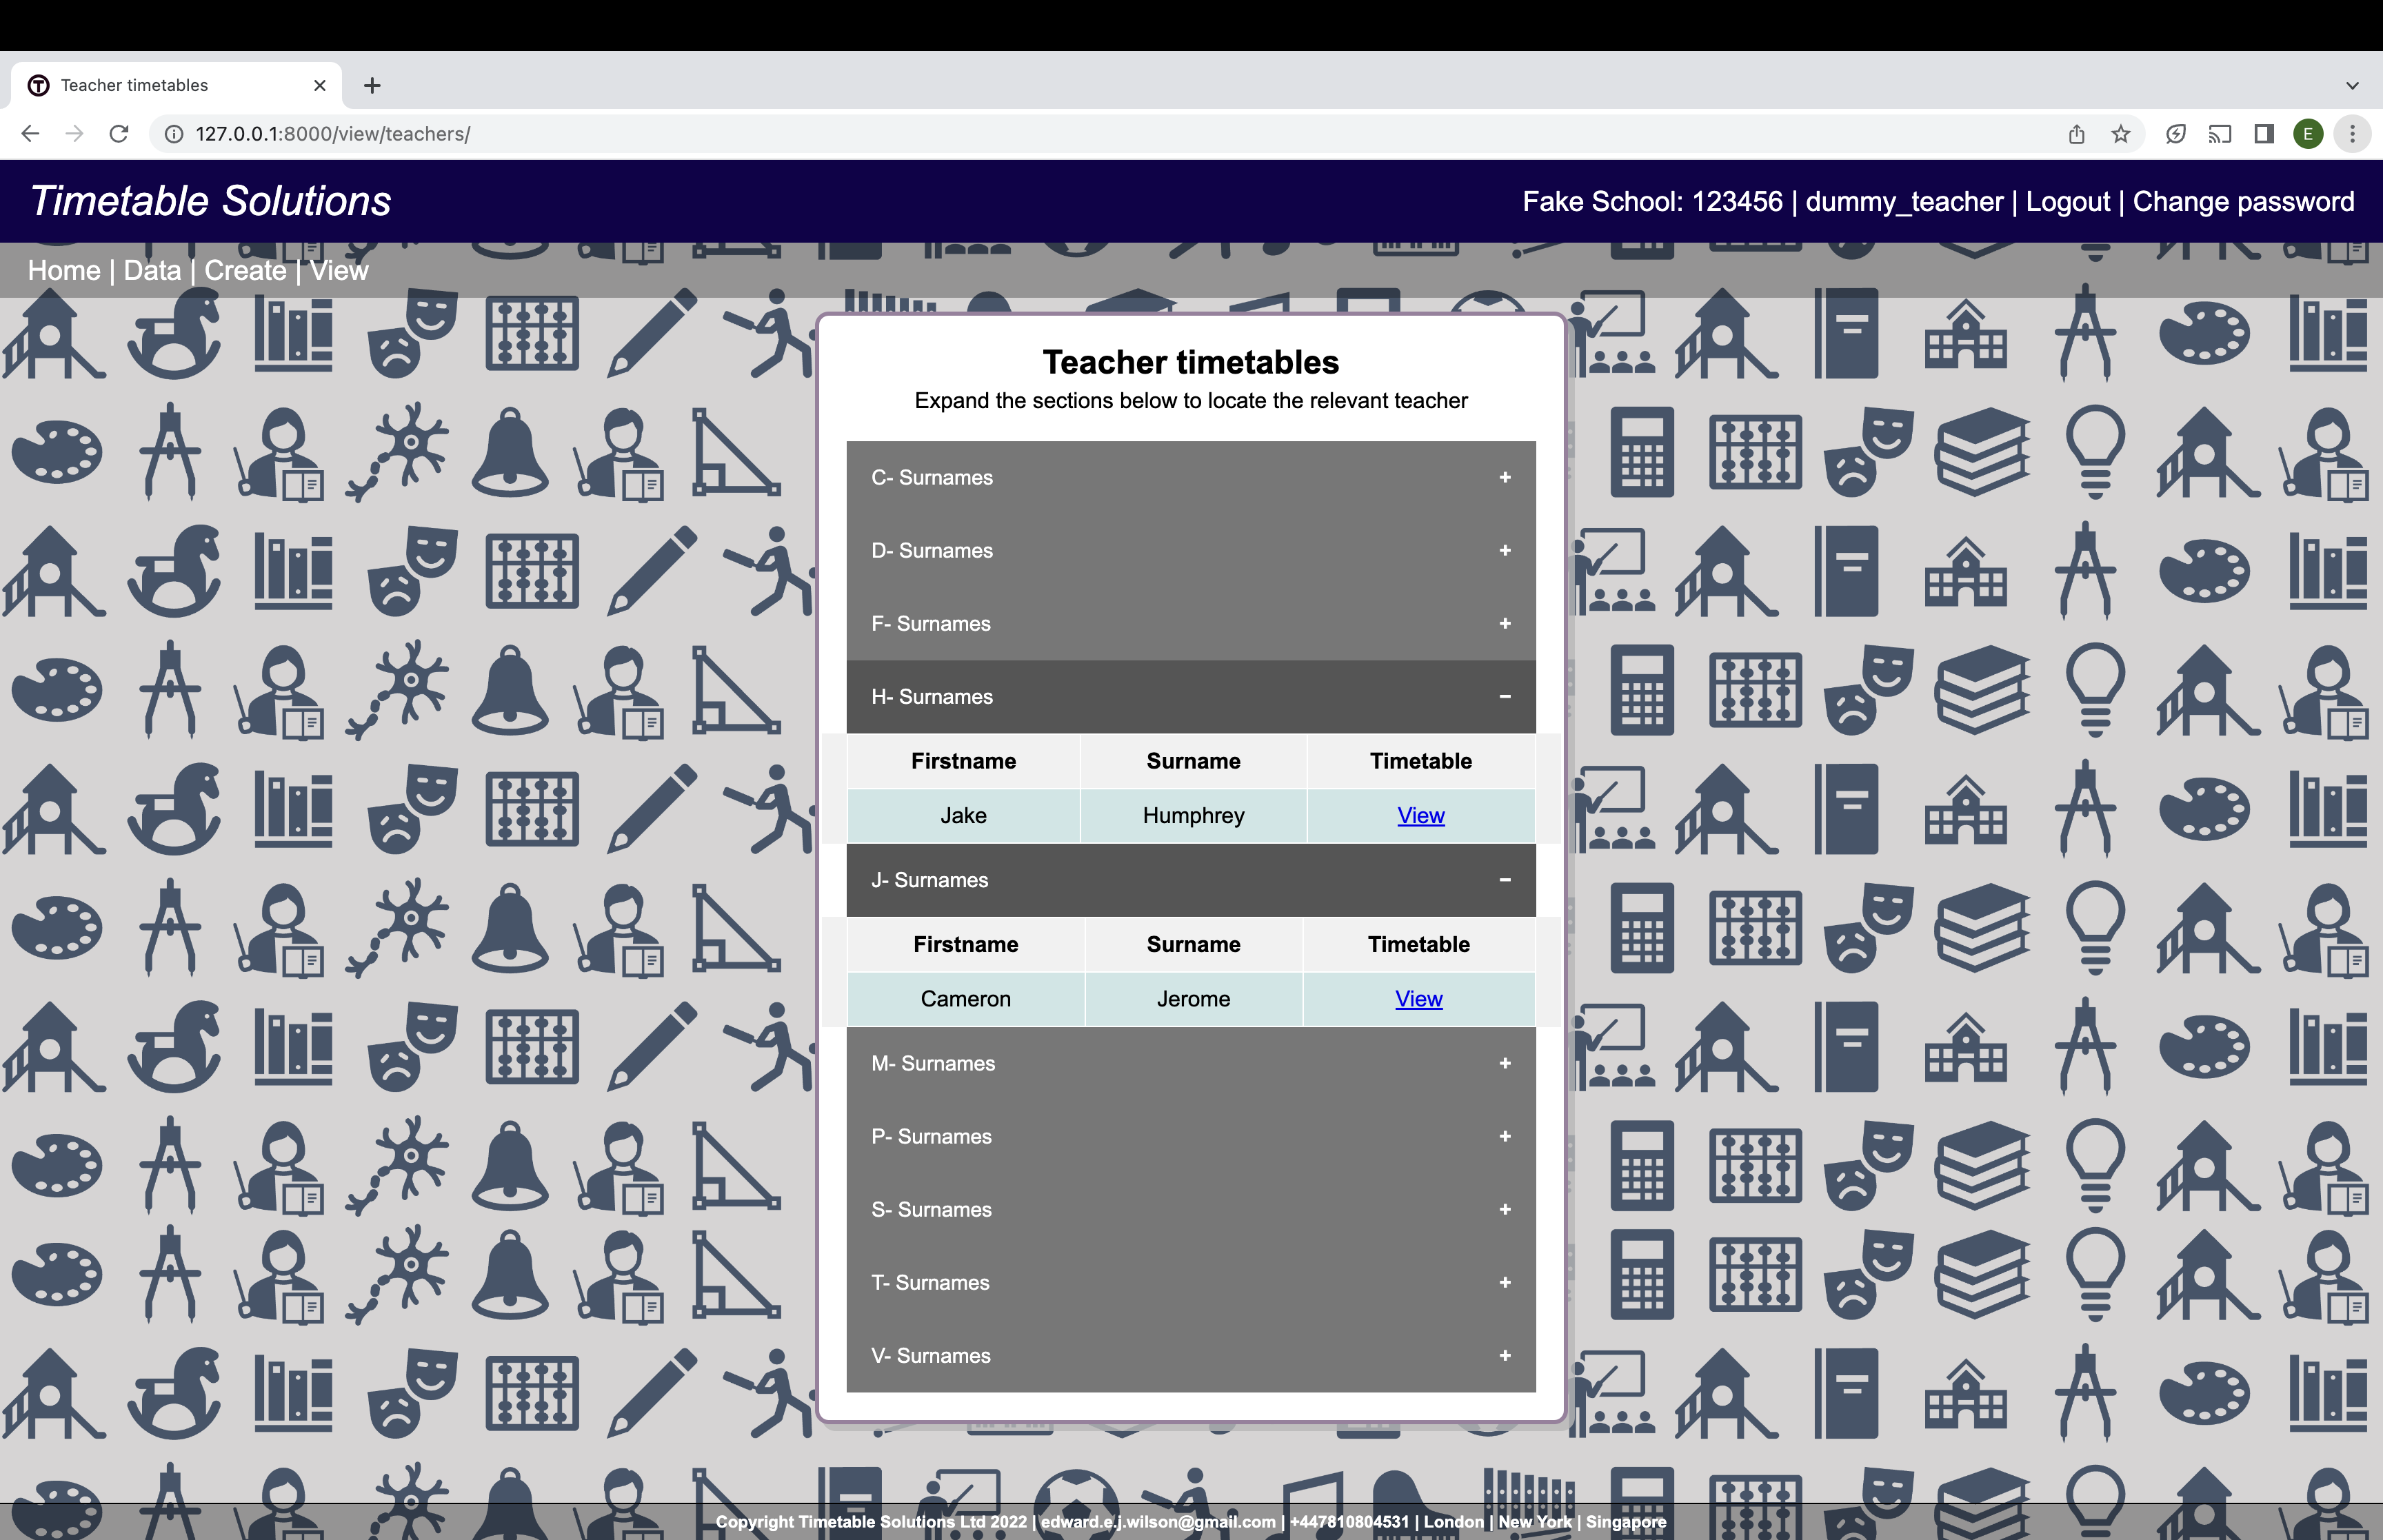 Teacher timetables
127.0.0.1:8000/view/teachers/
E
Timetable Solutions
Fake School: 123456 | dummy_teacher | Logout | Change password
Home | Data | Create | View
Teacher timetables
Expand the sections below to locate the relevant teacher
C- Surnames +
D- Surnames +
F- Surnames +
H- Surnames −
Firstname Surname Timetable
Jake Humphrey View
J- Surnames −
Firstname Surname Timetable
Cameron Jerome View
M- Surnames +
P- Surnames +
S- Surnames +
T- Surnames +
V- Surnames +
Copyright Timetable Solutions Ltd 2022 | edward.e.j.wilson@gmail.com | +447810804531 | London | New York | Singapore